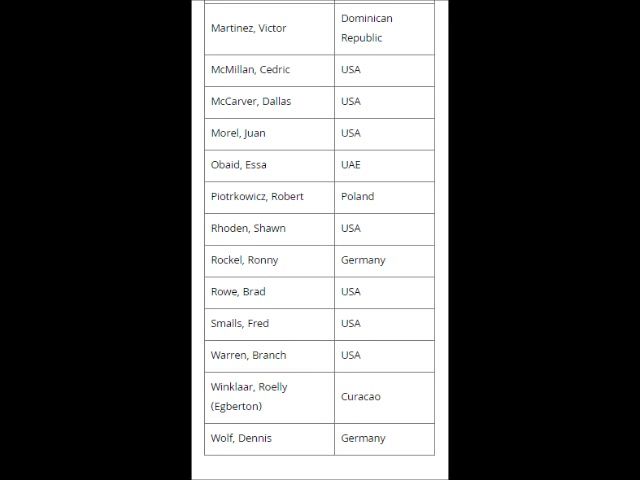 Martinez, Victor Dominican
Republic
McMillan, Cedric USA
McCarver, Dallas USA
Morel, Juan USA
Obaid, Essa UAE
Piotrkowicz, Robert Poland
Rhoden, Shawn USA
Rockel, Ronny Germany
Rowe, Brad USA
Smalls, Fred USA
Warren, Branch USA
Winklaar, Roelly
(Egberton) Curacao
Wolf, Dennis Germany